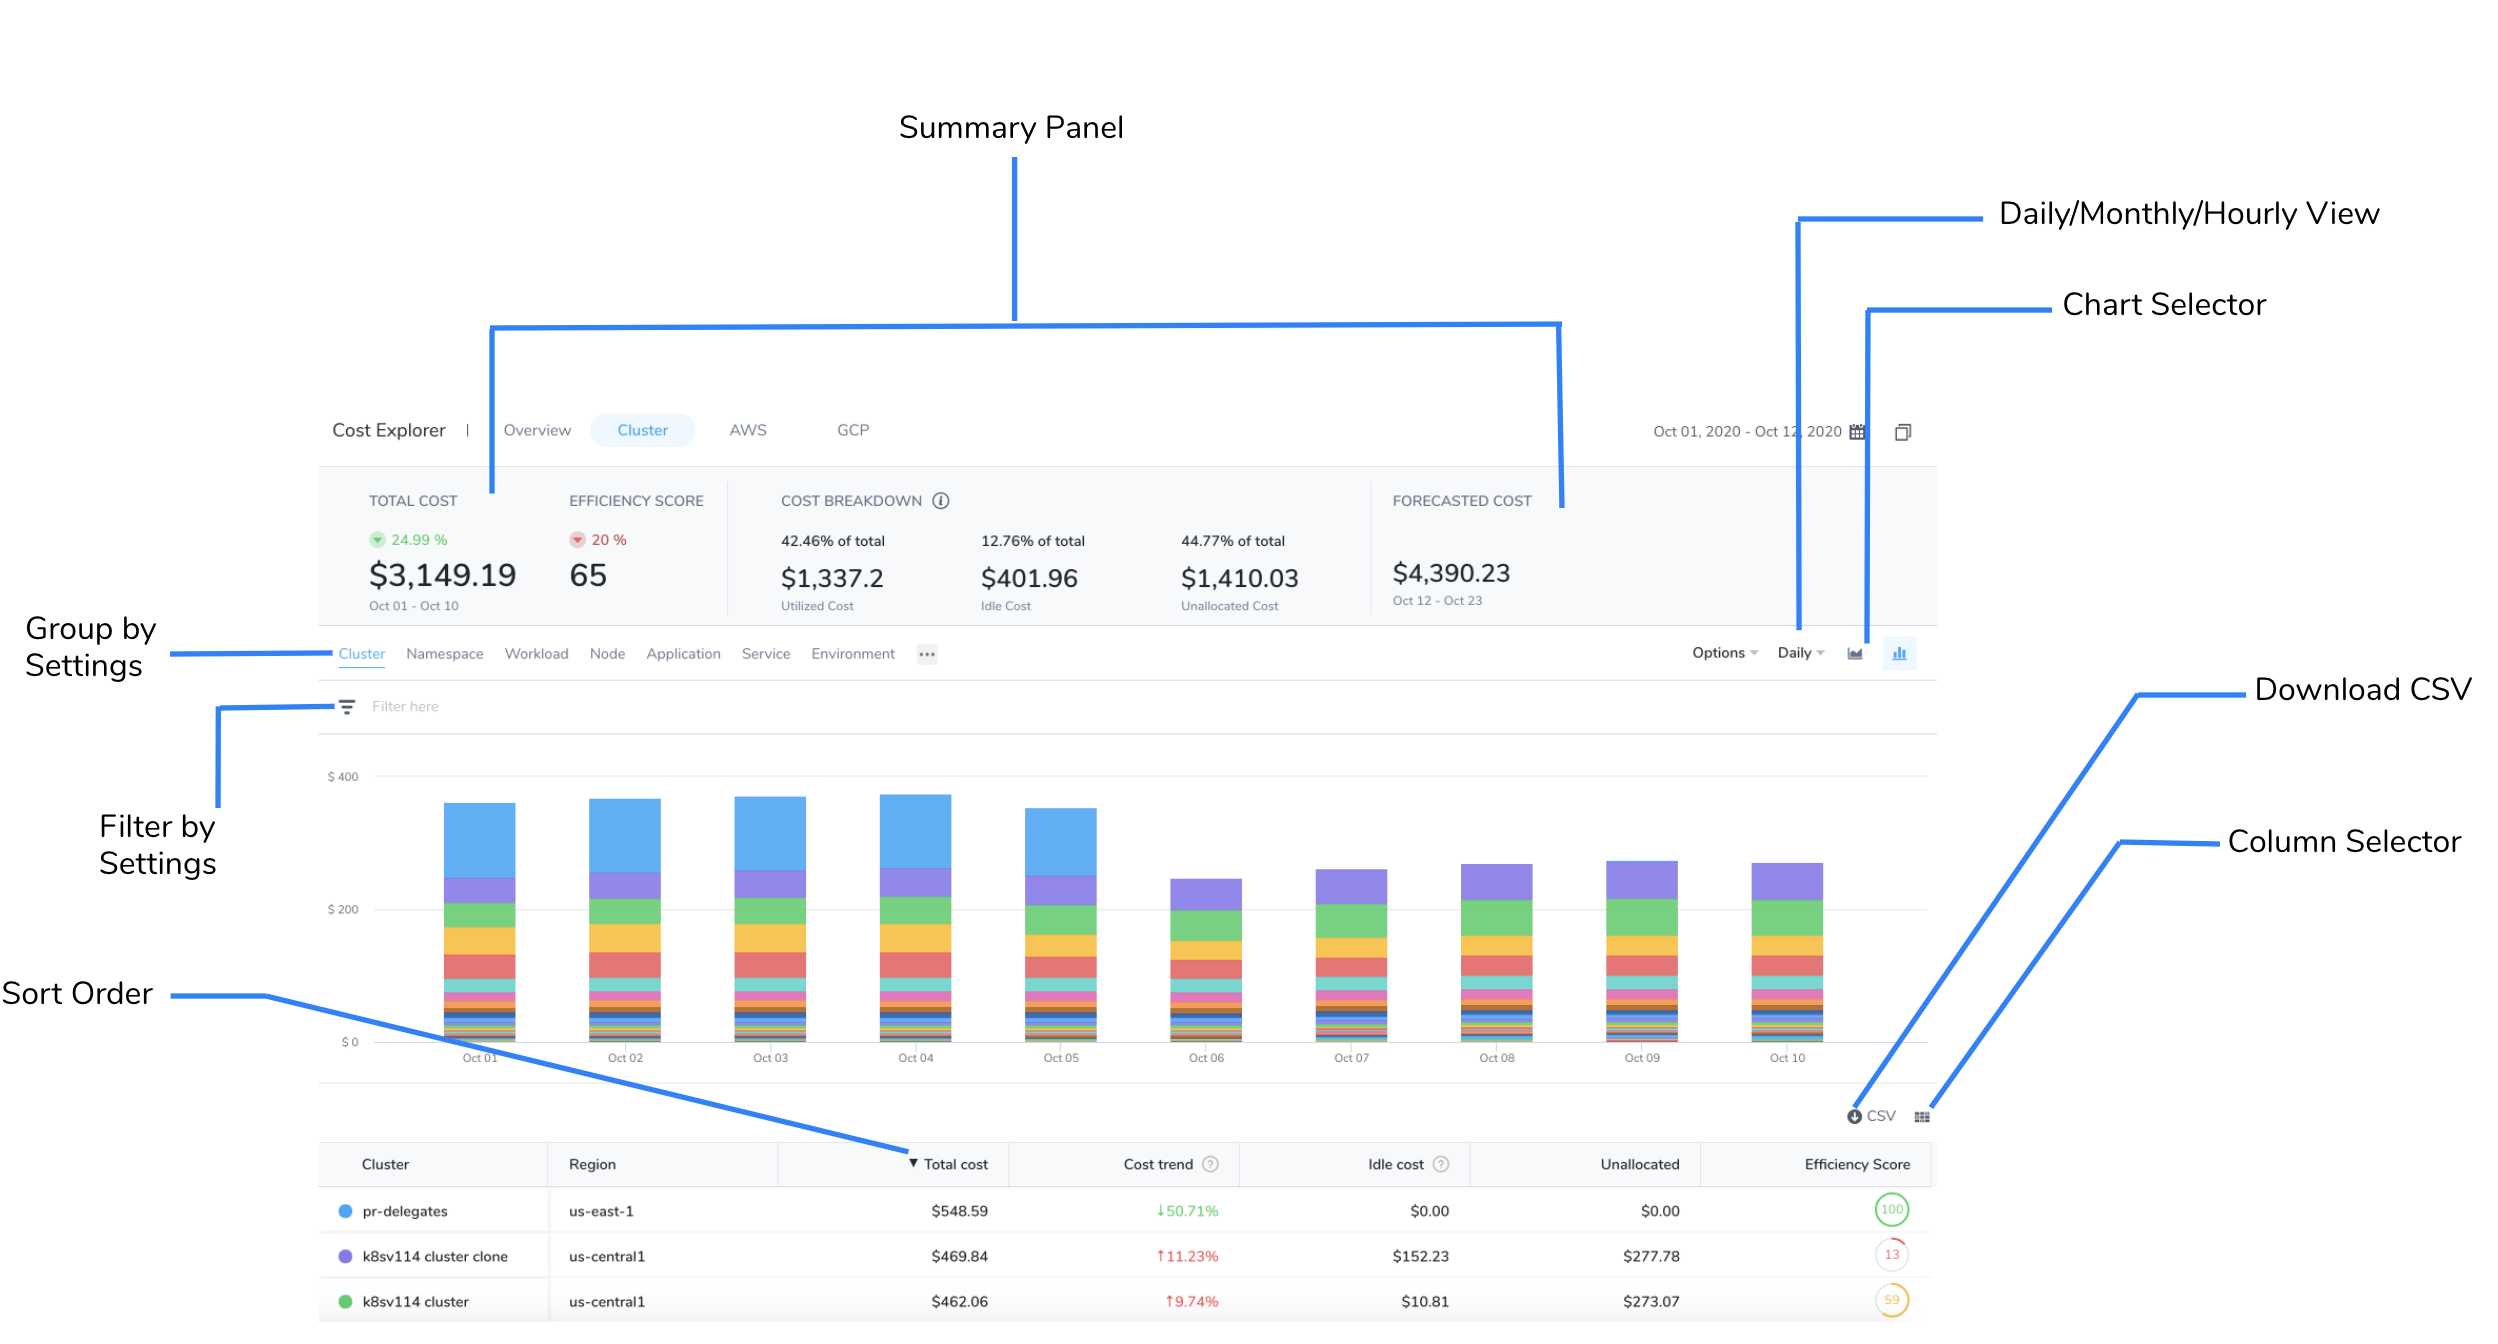 Summary Panel
Daily/Monthly/Hourly View
Chart Selector
Cost Explorer | Overview Cluster AWS GCP Oct 01, 2020 - Oct 12, 2020
TOTAL COST EFFICIENCY SCORE COST BREAKDOWN FORECASTED COST
24.99 % 20 % 42.46% of total 12.76% of total 44.77% of total
$3,149.19 65 $1,337.2 $401.96 $1,410.03 $4,390.23
Oct 01 - Oct 10 Utilized Cost Idle Cost Unallocated Cost Oct 12 - Oct 23
Group by
Settings
Cluster Namespace Workload Node Application Service Environment ... Options Daily
Download CSV
Filter here
Filter by
Settings
Column Selector
$ 400
$ 200
$ 0
Sort Order
Oct 01 Oct 02 Oct 03 Oct 04 Oct 05 Oct 06 Oct 07 Oct 08 Oct 09 Oct 10
CSV
Cluster Region ▼ Total cost Cost trend ? Idle cost ? Unallocated Efficiency Score
pr-delegates us-east-1 $548.59 ↓50.71% $0.00 $0.00 100
k8sv114 cluster clone us-central1 $469.84 ↑11.23% $152.23 $277.78 13
k8sv114 cluster us-central1 $462.06 ↑9.74% $10.81 $273.07 59